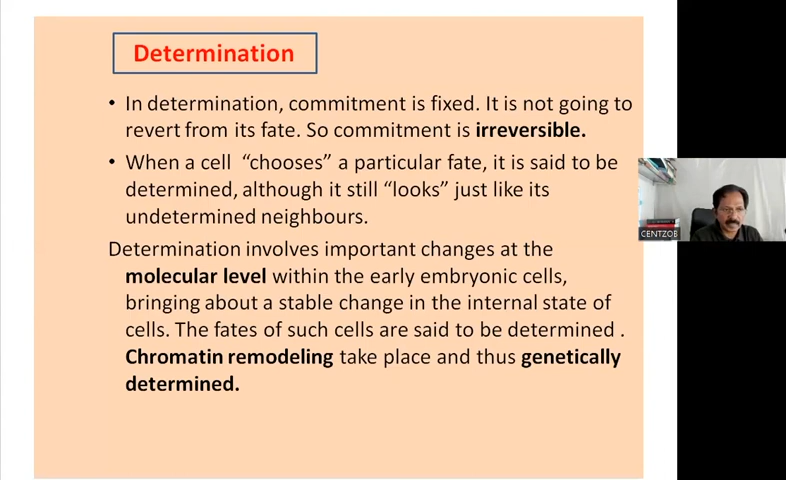 Determination
• In determination, commitment is fixed. It is not going to
revert from its fate. So commitment is irreversible.
• When a cell “chooses” a particular fate, it is said to be
determined, although it still “looks” just like its
undetermined neighbours.
Determination involves important changes at the
molecular level within the early embryonic cells,
bringing about a stable change in the internal state of
cells. The fates of such cells are said to be determined .
Chromatin remodeling take place and thus genetically
determined.
CENTZOB